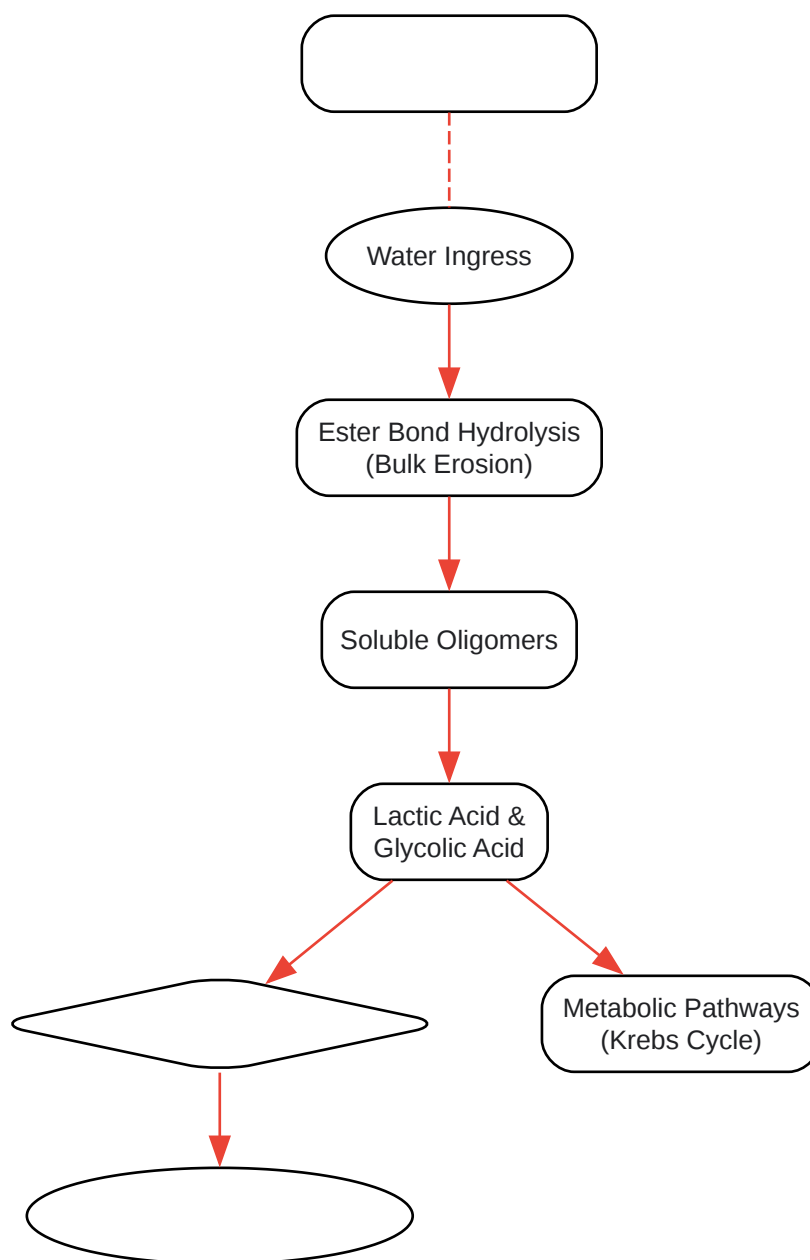 Water Ingress
Ester Bond Hydrolysis
(Bulk Erosion)
Soluble Oligomers
Lactic Acid &
Glycolic Acid
Metabolic Pathways
(Krebs Cycle)